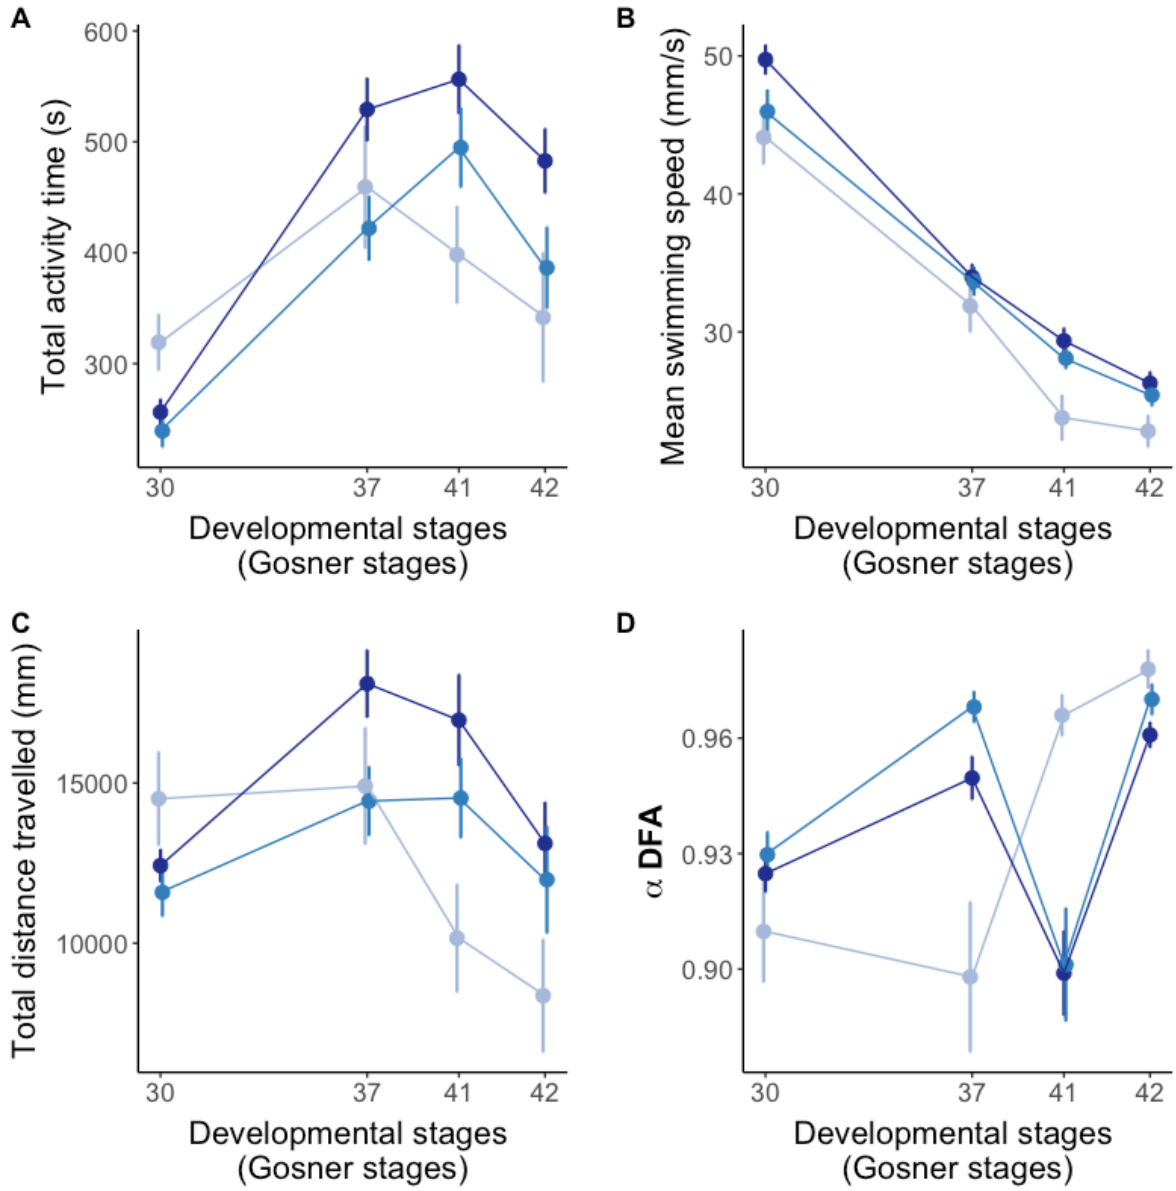 A
Total activity time (s)
600
500
400
300
30 37 41 42
Developmental stages
(Gosner stages)
B
Mean swimming speed (mm/s)
50
40
30
30 37 41 42
Developmental stages
(Gosner stages)
C
Total distance travelled (mm)
15000
10000
30 37 41 42
Developmental stages
(Gosner stages)
D
α DFA
0.96
0.93
0.90
30 37 41 42
Developmental stages
(Gosner stages)